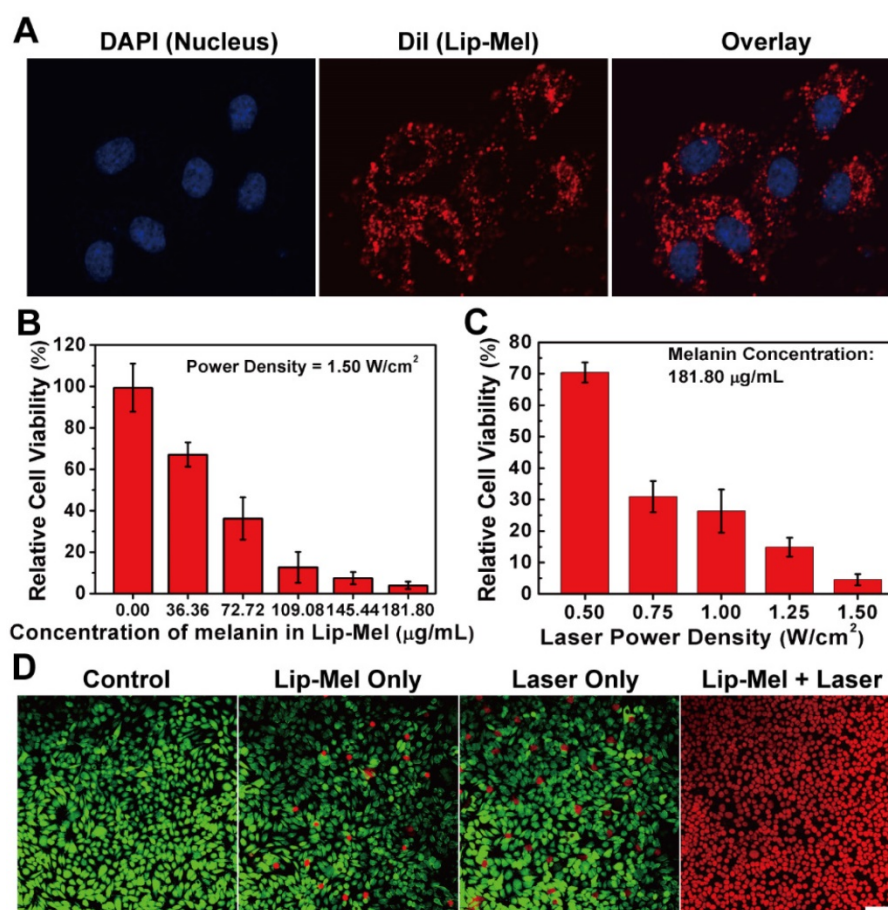 A
DAPI (Nucleus)
DiI (Lip-Mel)
Overlay
B
Relative Cell Viability (%)
120
100
80
60
40
20
0
Power Density = 1.50 W/cm²
0.00 36.36 72.72 109.08 145.44 181.80
Concentration of melanin in Lip-Mel (μg/mL)
C
Relative Cell Viability (%)
80
70
60
50
40
30
20
10
0
Melanin Concentration:
181.80 μg/mL
0.50 0.75 1.00 1.25 1.50
Laser Power Density (W/cm²)
D
Control
Lip-Mel Only
Laser Only
Lip-Mel + Laser